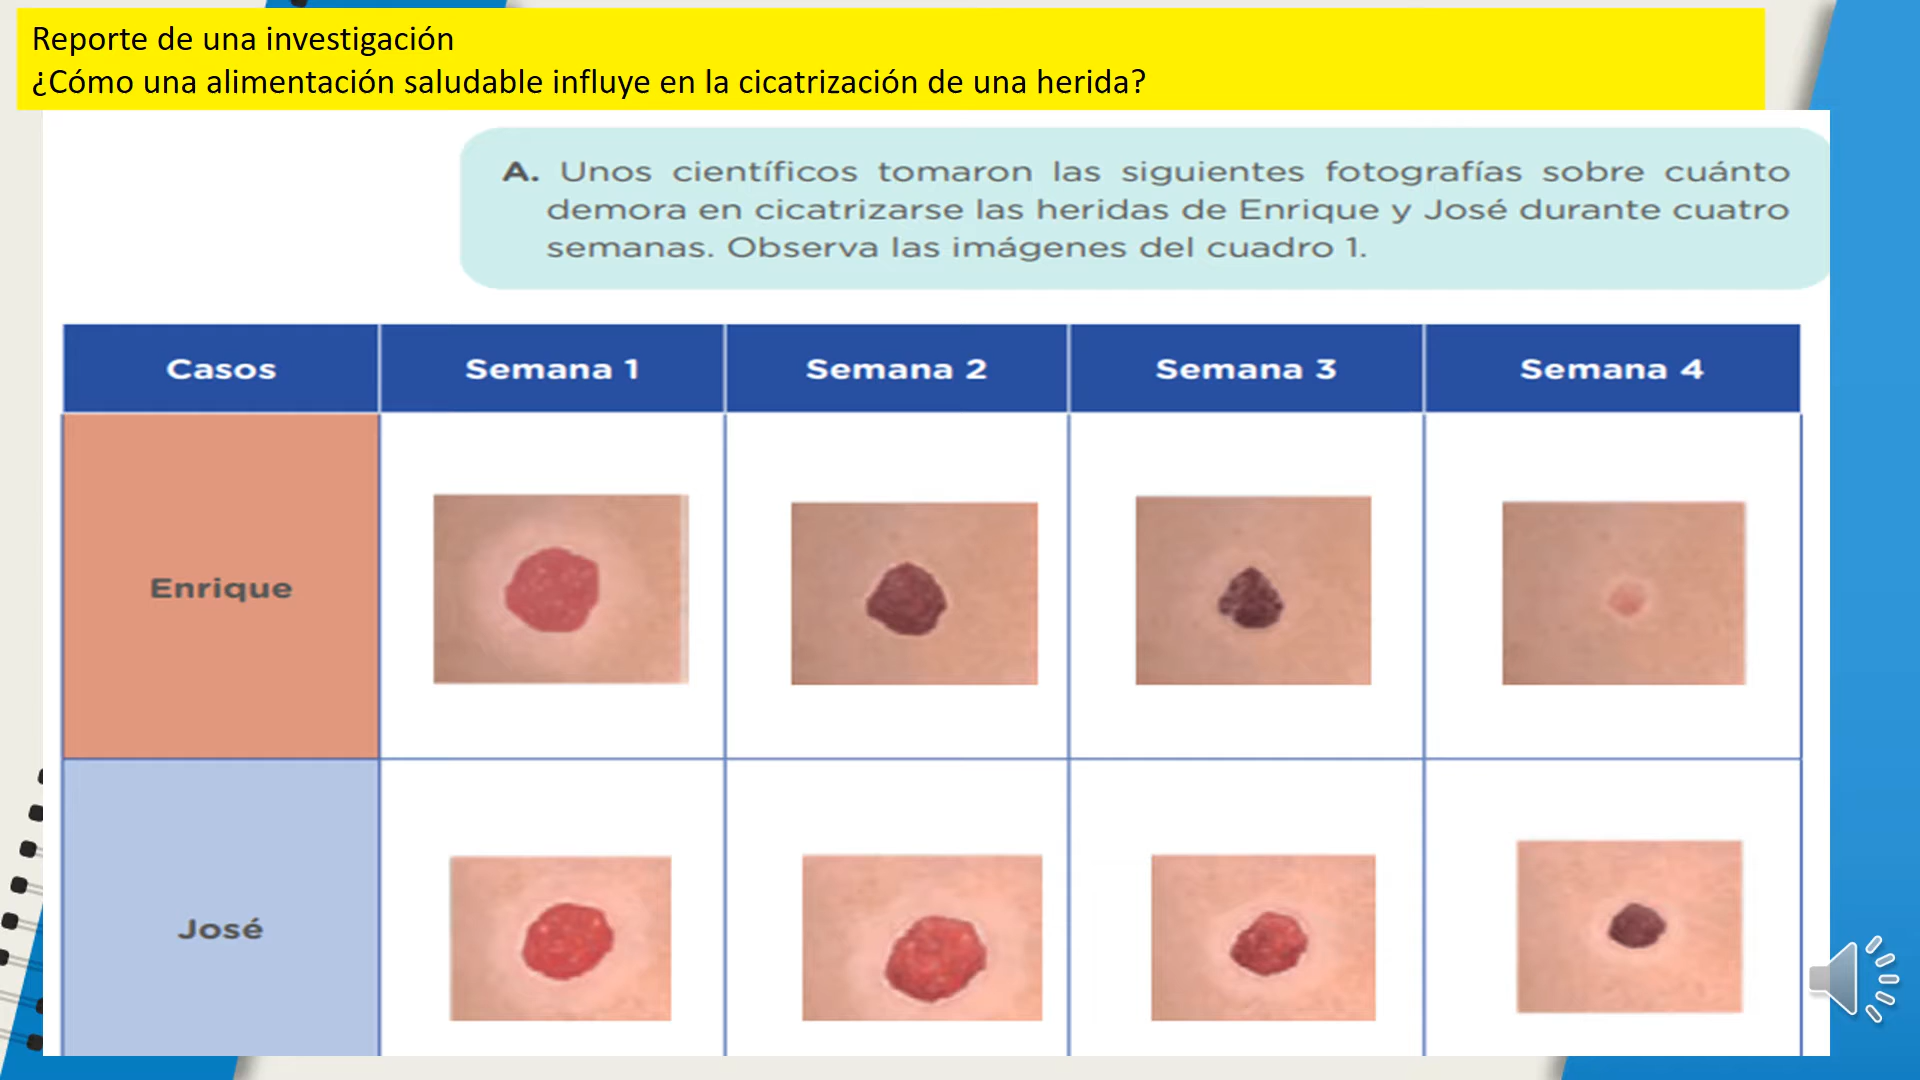 Reporte de una investigación
¿Cómo una alimentación saludable influye en la cicatrización de una herida?
A. Unos científicos tomaron las siguientes fotografías sobre cuánto
demora en cicatrizarse las heridas de Enrique y José durante cuatro
semanas. Observa las imágenes del cuadro 1.
Casos Semana 1 Semana 2 Semana 3 Semana 4
Enrique
José